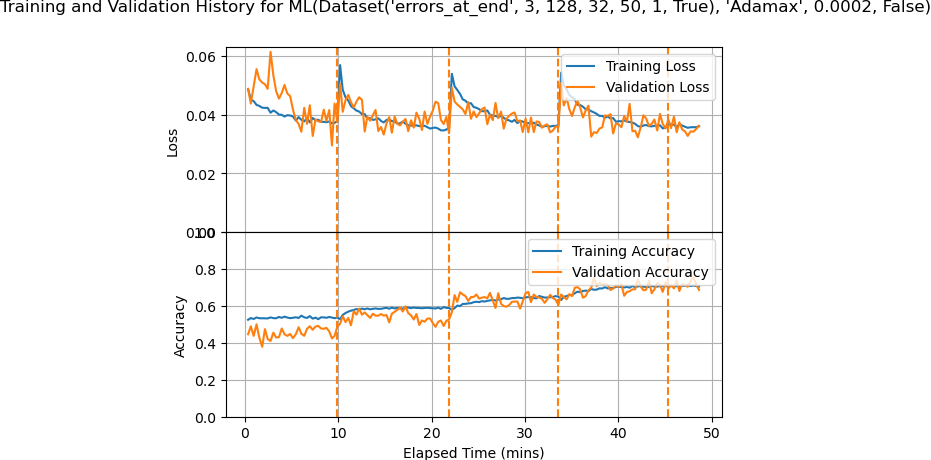 Training and Validation History for ML(Dataset('errors_at_end', 3, 128, 32, 50, 1, True), 'Adamax', 0.0002, False)
0.06
0.04
0.02
0.00
Loss
Training Loss
Validation Loss
1.0
0.8
0.6
0.4
0.2
0.0
Accuracy
Training Accuracy
Validation Accuracy
0 10 20 30 40 50
Elapsed Time (mins)